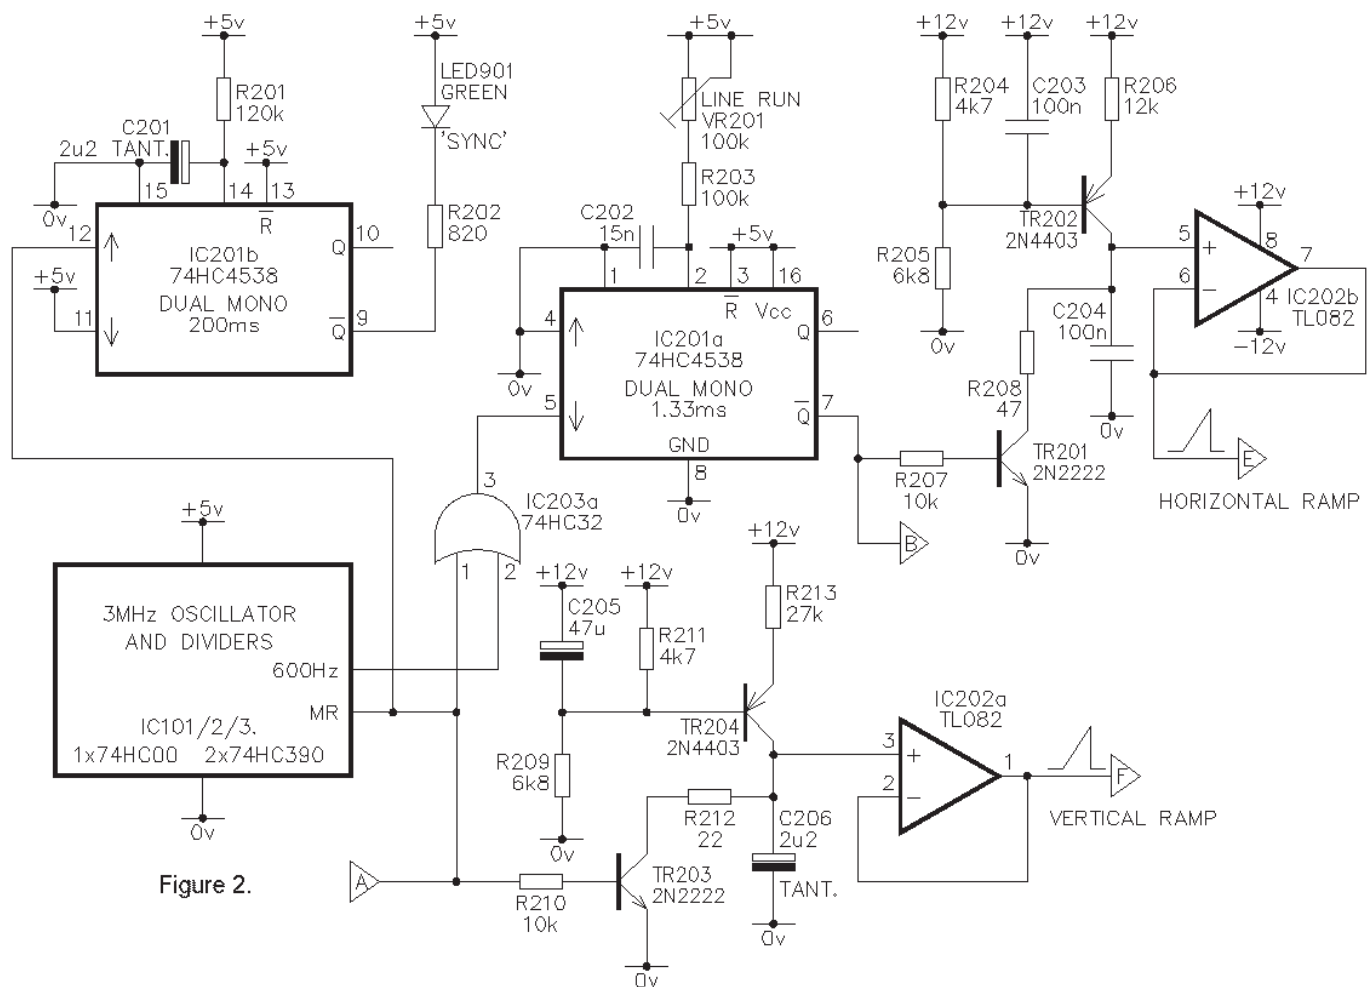 +5v
+5v
+5v
+12v
+12v
+12v
R201
120k
LED901
GREEN
'SYNC'
C201
TANT.
2u2
+5v
15
14
13
0v
R
12
Q
10
IC201b
74HC4538
DUAL MONO
200ms
+5v
11
Q
9
R202
820
LINE RUN
VR201
100k
R203
100k
C202
15n
+5v
1
2
3
16
R
Vcc
4
Q
6
IC201a
74HC4538
DUAL MONO
1.33ms
0v
5
Q
7
GND
8
0v
R204
4k7
C203
100n
R206
12k
TR202
2N4403
R205
6k8
0v
+12v
5
+
8
7
6
-
4
IC202b
TL082
-12v
C204
100n
R208
47
0v
TR201
2N2222
R207
10k
0v
B
E
HORIZONTAL RAMP
3
IC203a
74HC32
1
2
+5v
3MHz OSCILLATOR
AND DIVIDERS
600Hz
MR
IC101/2/3.
1x74HC00 2x74HC390
0v
+12v
+12v
+12v
C205
47u
R211
4k7
R213
27k
TR204
2N4403
R209
6k8
0v
R212
22
C206
2u2
TANT.
0v
IC202a
TL082
3
+
1
2
-
F
VERTICAL RAMP
Figure 2.
A
R210
10k
TR203
2N2222
0v